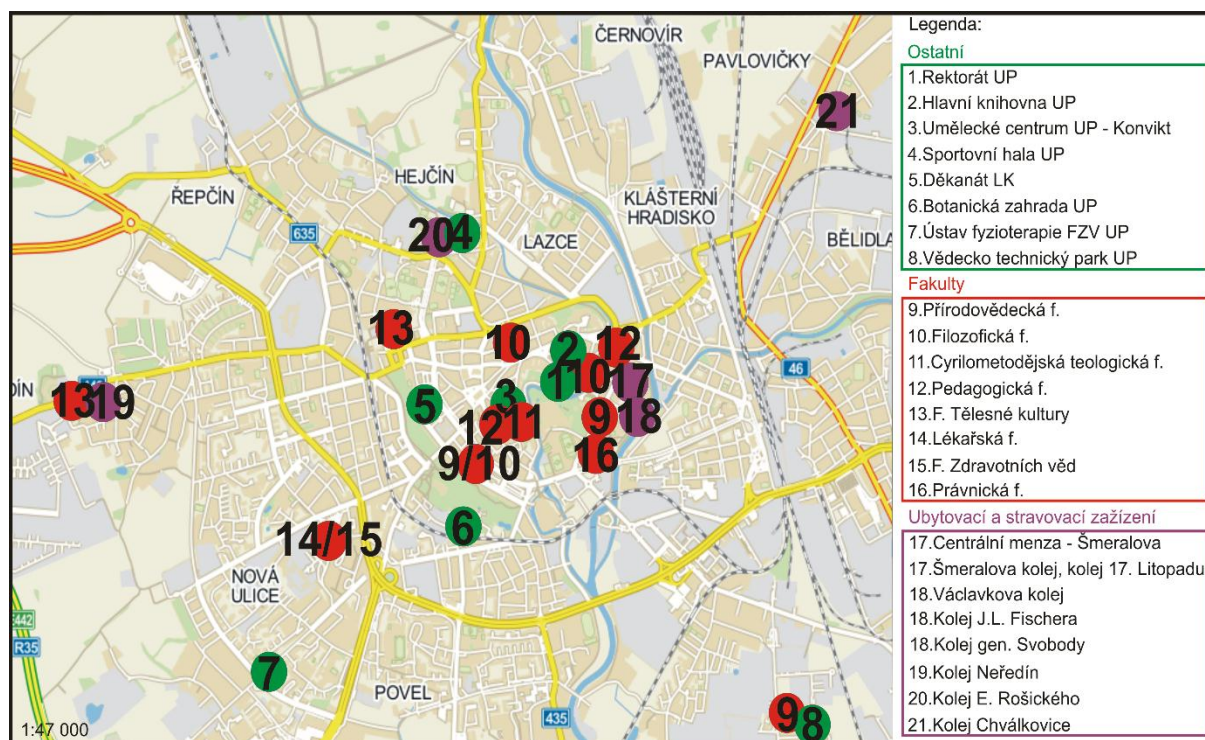 ČERNOVÍR
PAVLOVIČKY
21
HEJČÍN
ŘEPČÍN
KLÁŠTERNÍ
HRADISKO
635
20
4
LAZCE
BĚLIDLA
13
10
2
12
46
13
19
5
3
1
10
17
12
11
9
18
9/10
16
6
14/15
NOVÁ
ULICE
E442
R35
7
POVEL
435
9
8
1:47 000
Legenda:
Ostatní
1.Rektorát UP
2.Hlavní knihovna UP
3.Umělecké centrum UP - Konvikt
4.Sportovní hala UP
5.Děkanát LK
6.Botanická zahrada UP
7.Ústav fyzioterapie FZV UP
8.Vědecko technický park UP
Fakulty
9.Přírodovědecká f.
10.Filozofická f.
11.Cyrilometodějská teologická f.
12.Pedagogická f.
13.F. Tělesné kultury
14.Lékařská f.
15.F. Zdravotních věd
16.Právnická f.
Ubytovací a stravovací zažízení
17.Centrální menza - Šmeralova
17.Šmeralova kolej, kolej 17. Litopadu
18.Václavkova kolej
18.Kolej J.L. Fischera
18.Kolej gen. Svobody
19.Kolej Neředín
20.Kolej E. Rošického
21.Kolej Chválkovice